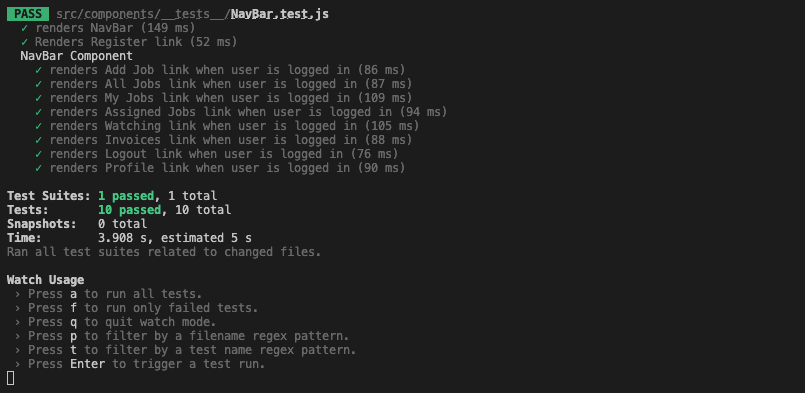 PASS src/components/__tests__/NavBar.test.js
✓ renders NavBar (149 ms)
✓ Renders Register link (52 ms)
NavBar Component
✓ renders Add Job link when user is logged in (86 ms)
✓ renders All Jobs link when user is logged in (87 ms)
✓ renders My Jobs link when user is logged in (109 ms)
✓ renders Assigned Jobs link when user is logged in (94 ms)
✓ renders Watching link when user is logged in (105 ms)
✓ renders Invoices link when user is logged in (88 ms)
✓ renders Logout link when user is logged in (76 ms)
✓ renders Profile link when user is logged in (90 ms)
Test Suites: 1 passed, 1 total
Tests: 10 passed, 10 total
Snapshots: 0 total
Time: 3.908 s, estimated 5 s
Ran all test suites related to changed files.
Watch Usage
› Press a to run all tests.
› Press f to run only failed tests.
› Press q to quit watch mode.
› Press p to filter by a filename regex pattern.
› Press t to filter by a test name regex pattern.
› Press Enter to trigger a test run.